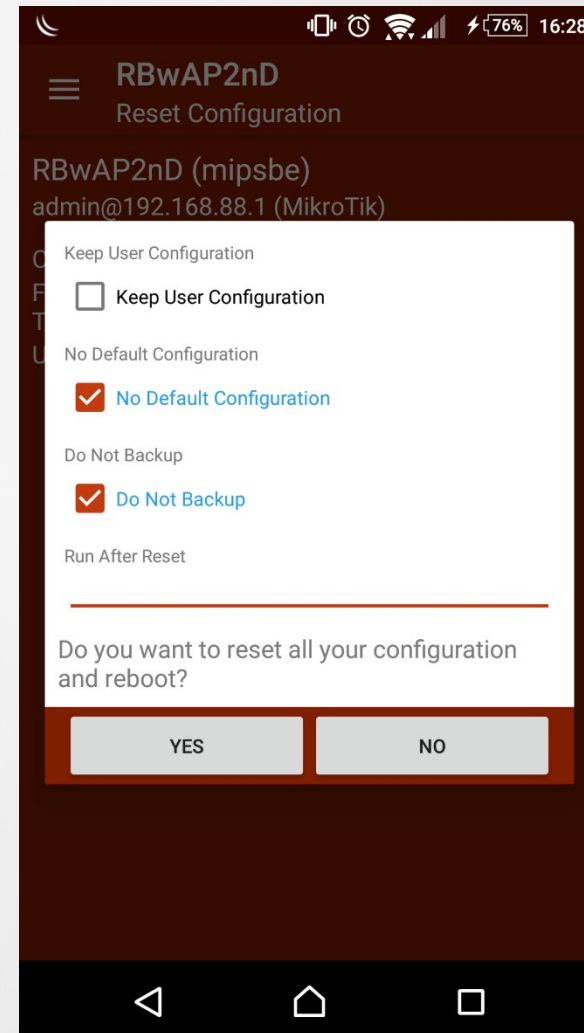 76% 16:28
RBwAP2nD
Reset Configuration
RBwAP2nD (mipsbe)
admin@192.168.88.1 (MikroTik)
C
F
T
U
Keep User Configuration
Keep User Configuration
No Default Configuration
No Default Configuration
Do Not Backup
Do Not Backup
Run After Reset
Do you want to reset all your configuration
and reboot?
YES NO